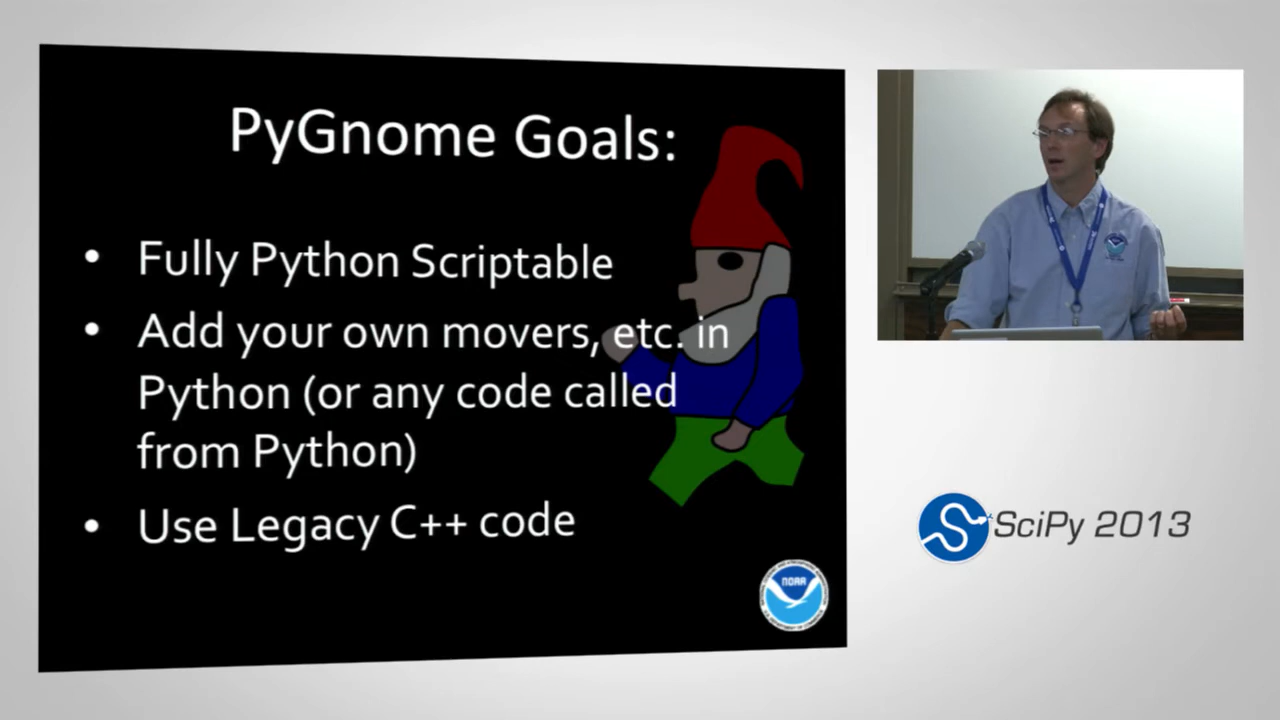 PyGnome Goals:
• Fully Python Scriptable
• Add your own movers, etc. in
Python (or any code called
from Python)
• Use Legacy C++ code
NOAA
SciPy 2013